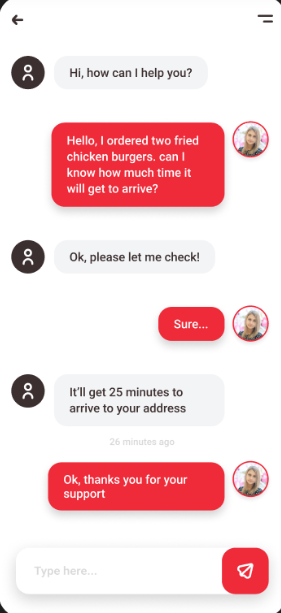 Hi, how can I help you?
Hello, I ordered two fried
chicken burgers. can I
know how much time it
will get to arrive?
Ok, please let me check!
Sure...
It'll get 25 minutes to
arrive to your address
26 minutes ago
Ok, thanks you for your
support
Type here...